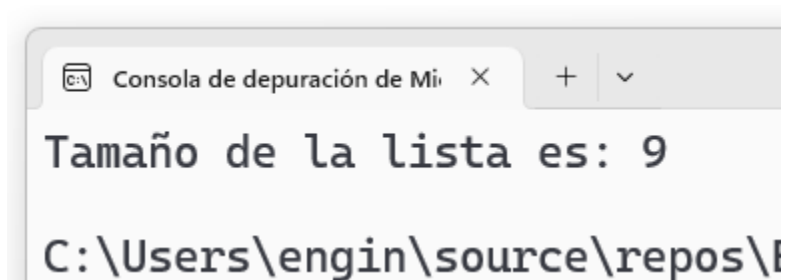 Consola de depuración de Mi
Tamaño de la lista es: 9
C:\Users\engin\source\repos\